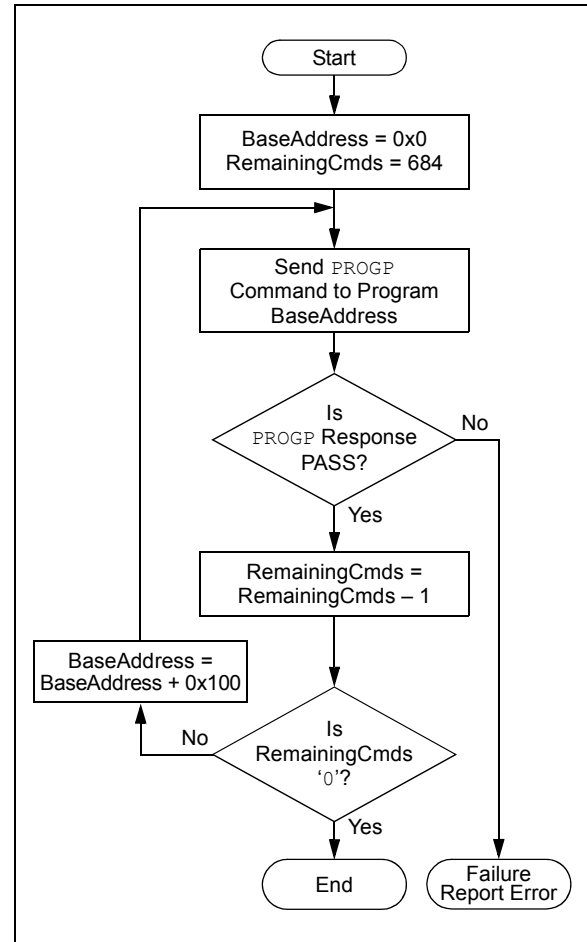 Start
BaseAddress = 0x0
RemainingCmds = 684
Send PROGP
Command to Program
BaseAddress
Is
PROGP Response
PASS?
No
Yes
RemainingCmds =
RemainingCmds – 1
BaseAddress =
BaseAddress + 0x100
Is
RemainingCmds
‘0’?
No
Yes
End
Failure
Report Error